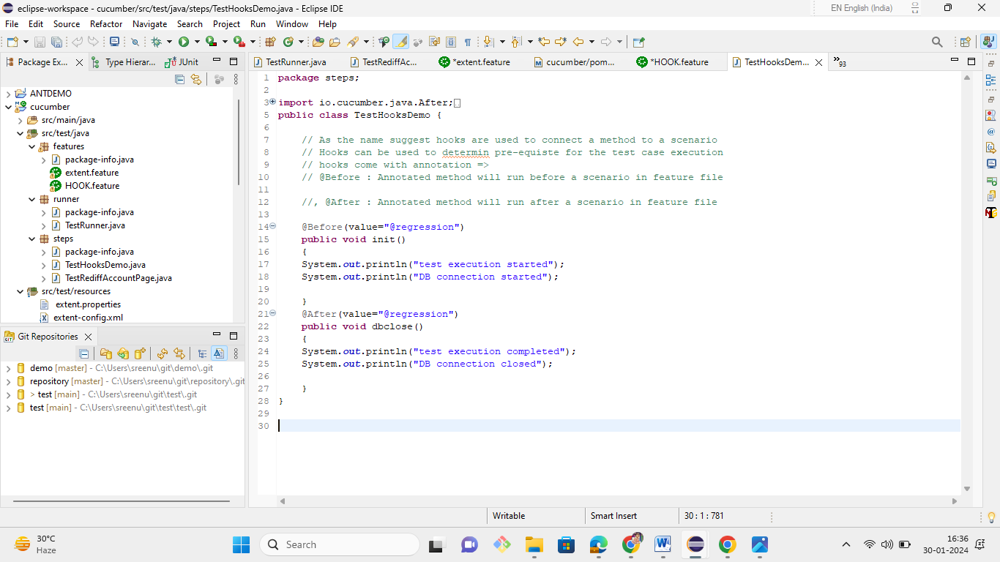 eclipse-workspace - cucumber/src/test/java/steps/TestHooksDemo.java - Eclipse IDE
EN English (India)
File Edit Source Refactor Navigate Search Project Run Window Help
Package Ex... Type Hierar... JUnit
TestRunner.java TestRediffAc... *extent.feature cucumber/pom... *HOOK.feature TestHooksDem... »93
ANTDEMO
cucumber
src/main/java
src/test/java
features
package-info.java
extent.feature
HOOK.feature
runner
package-info.java
TestRunner.java
steps
package-info.java
TestHooksDemo.java
TestRediffAccountPage.java
src/test/resources
extent.properties
extent-config.xml
1 package steps;
2
3 import io.cucumber.java.After;
5 public class TestHooksDemo {
6
7 // As the name suggest hooks are used to connect a method to a scenario
8 // Hooks can be used to determin pre-equiste for the test case execution
9 // hooks come with annotation =>
10 // @Before : Annotated method will run before a scenario in feature file
11
12 //, @After : Annotated method will run after a scenario in feature file
13
14 @Before(value="@regression")
15 public void init()
16 {
17 System.out.println("test execution started");
18 System.out.println("DB connection started");
19
20 }
21 @After(value="@regression")
22 public void dbclose()
23 {
24 System.out.println("test execution completed");
25 System.out.println("DB connection closed");
26
27 }
28 }
29
30
Git Repositories
demo [master] - C:\Users\sreenu\git\demo\.git
repository [master] - C:\Users\sreenu\git\repository\.git
> test [main] - C:\Users\sreenu\git\test\.git
test [main] - C:\Users\sreenu\git\test\test\.git
Writable Smart Insert 30 : 1 : 781
30°C
Haze
Search
16:36
30-01-2024